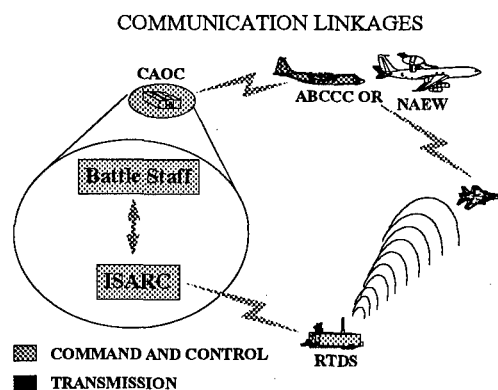 COMMUNICATION LINKAGES
CAOC
ABCCC OR NAEW
Battle Staff
ISARC
RTDS
COMMAND AND CONTROL
TRANSMISSION